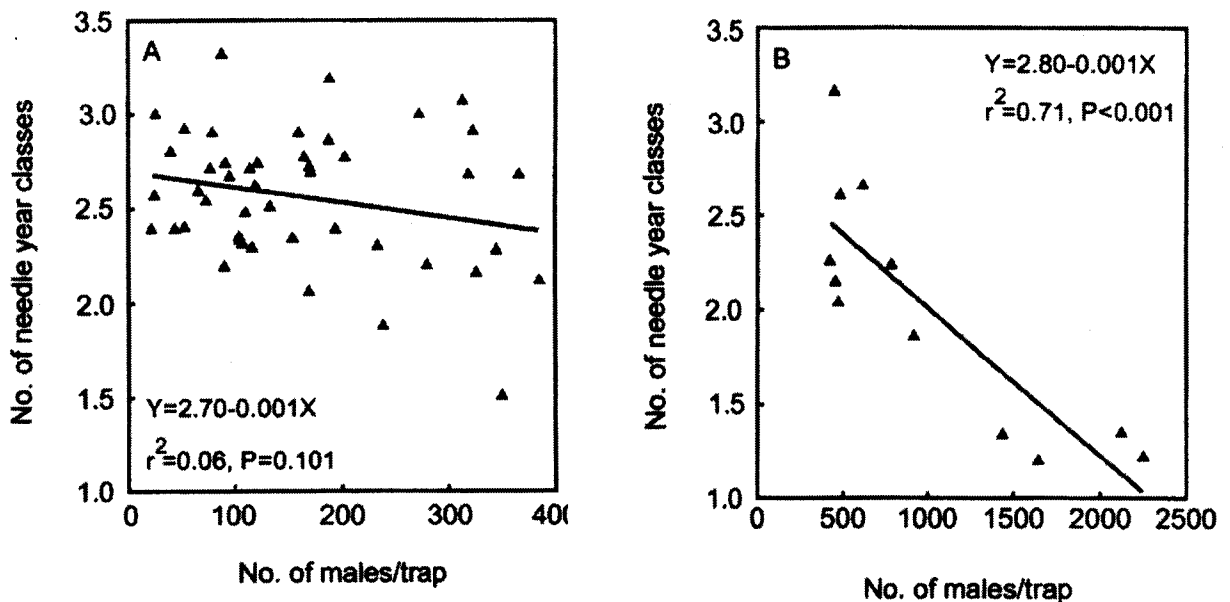 A
3.5
3.0
2.5
2.0
1.5
1.0
No. of needle year classes
Y=2.70-0.001X
r2=0.06, P=0.101
0 100 200 300 400
No. of males/trap
B
3.5
3.0
2.5
2.0
1.5
1.0
No. of needle year classes
Y=2.80-0.001X
r2=0.71, P<0.001
0 500 1000 1500 2000 2500
No. of males/trap